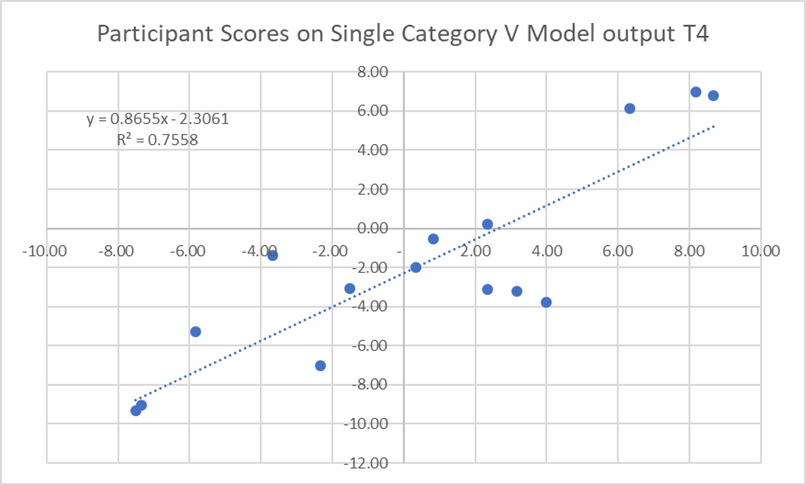 Participant Scores on Single Category V Model output T4
8.00
6.00
4.00
2.00
0.00
-2.00
-4.00
-6.00
-8.00
-10.00
-12.00
-10.00 -8.00 -6.00 -4.00 -2.00 - 2.00 4.00 6.00 8.00 10.00
y = 0.8655x - 2.3061
R² = 0.7558